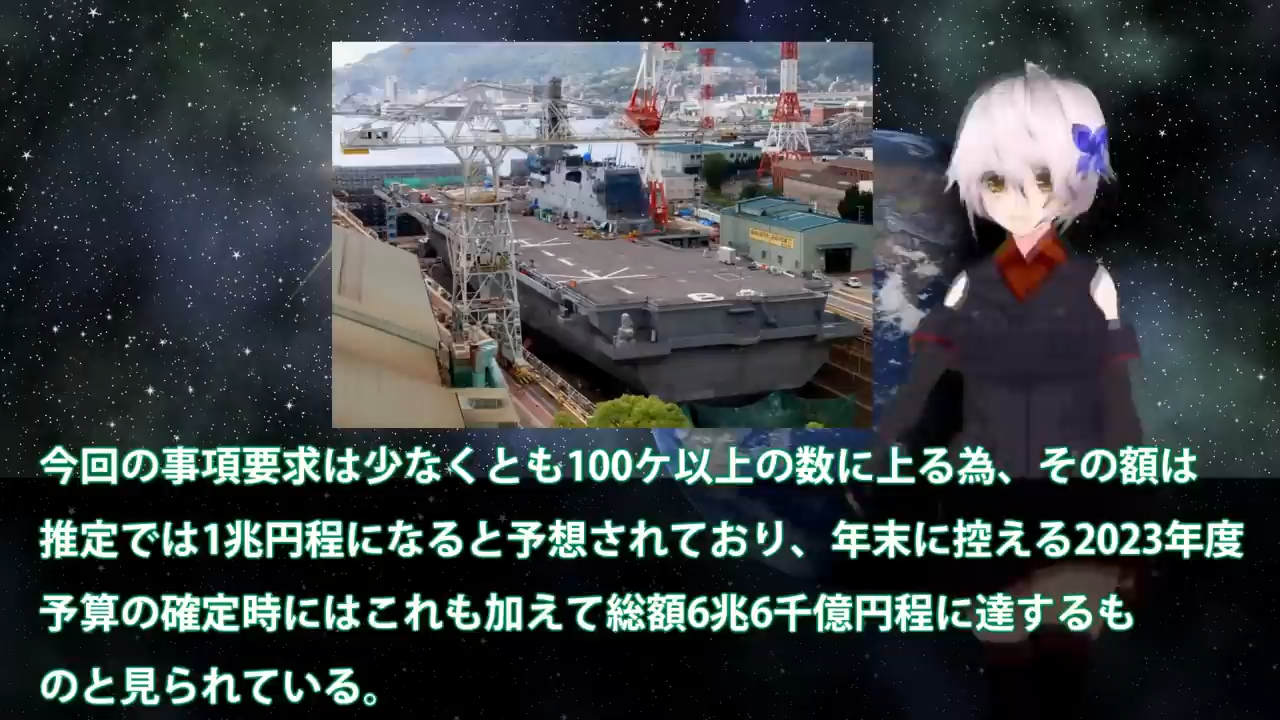 今回の事項要求は少なくとも100ケ以上の数に上る為、その額は
推定では1兆円程になると予想されており、年末に控える2023年度
予算の確定時にはこれも加えて総額6兆6千億円程に達するも
のと見られている。